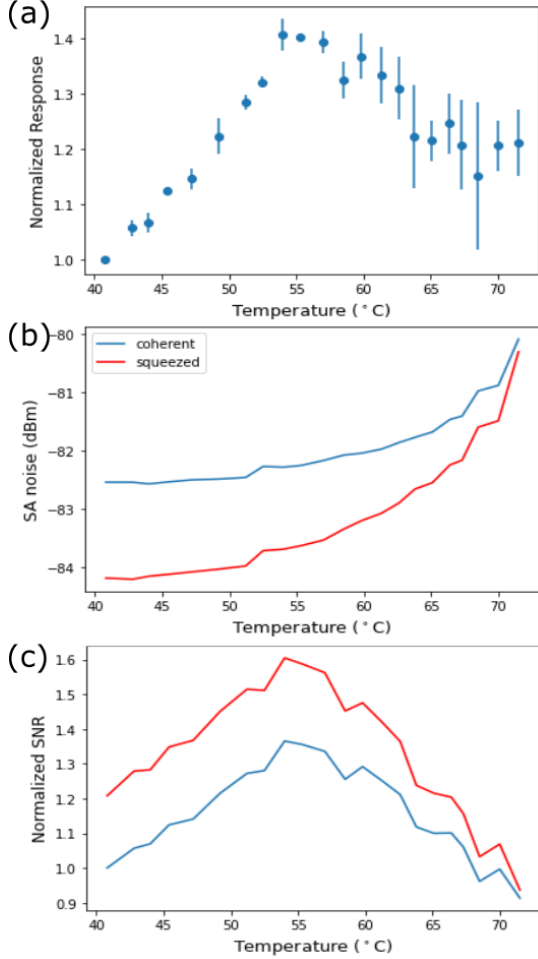 (a)
Normalized Response
1.4
1.3
1.2
1.1
1.0
40 45 50 55 60 65 70
Temperature (°C)
(b)
SA noise (dBm)
−80
−81
−82
−83
−84
coherent
squeezed
40 45 50 55 60 65 70
Temperature (°C)
(c)
Normalized SNR
1.6
1.5
1.4
1.3
1.2
1.1
1.0
0.9
40 45 50 55 60 65 70
Temperature (°C)